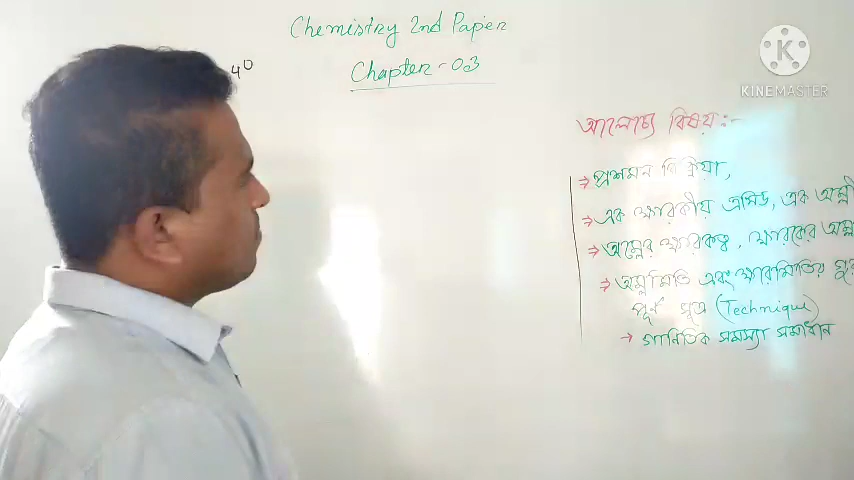 Chemistry 2nd Paper
Chapter-03
KINEMASTER
আলোচ্য বিষয়:-
⇒ প্রশমন বিক্রিয়া,
⇒ এক ক্ষারকীয় এসিড, এক অম্লী
⇒ অম্লের ক্ষারকত্ব, ক্ষারকের অম্ল
⇒ অম্লমিতি এবং ক্ষারমিতির
সূত্র (Technique)
→ গানিতিক সমস্যা সমাধান